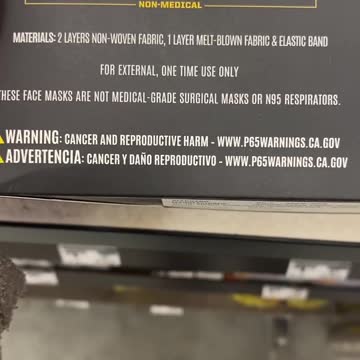 NON-MEDICAL
MATERIALS: 2 LAYERS NON-WOVEN FABRIC, 1 LAYER MELT-BLOWN FABRIC & ELASTIC BAND
FOR EXTERNAL, ONE TIME USE ONLY
THESE FACE MASKS ARE NOT MEDICAL-GRADE SURGICAL MASKS OR N95 RESPIRATORS.
WARNING: CANCER AND REPRODUCTIVE HARM - WWW.P65WARNINGS.CA.GOV
ADVERTENCIA: CANCER Y DAÑO REPRODUCTIVO - WWW.P65WARNINGS.CA.GOV